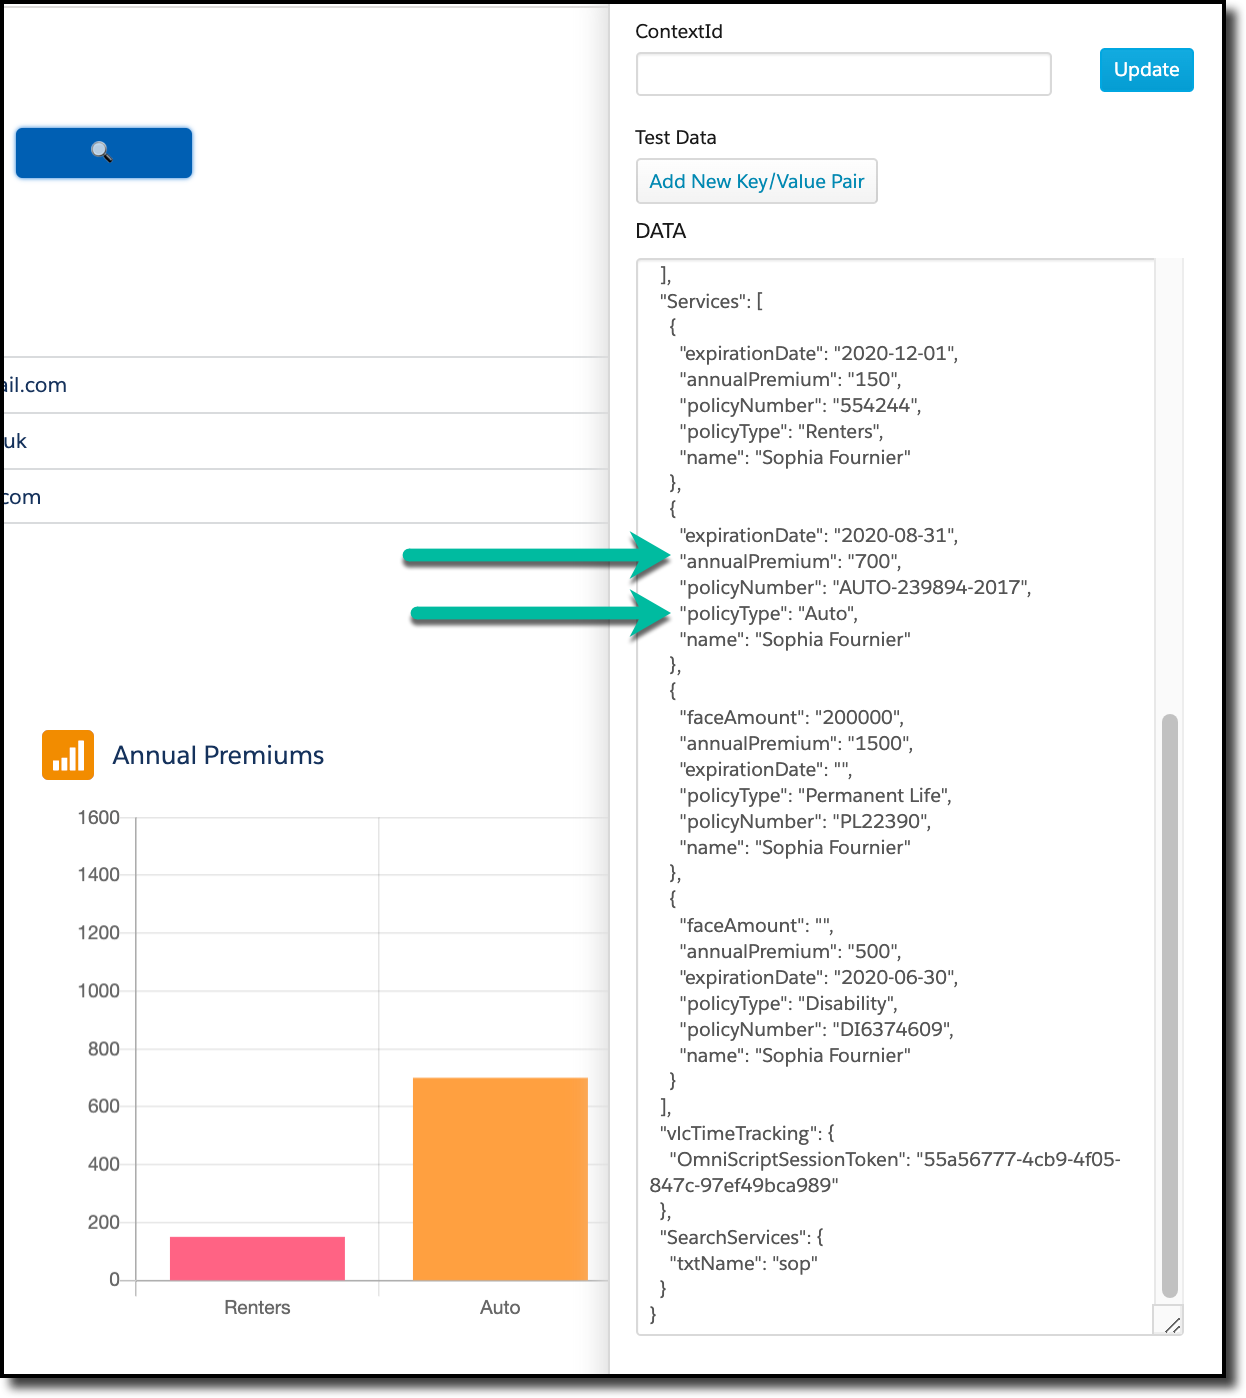 ContextId
Update
Test Data
Add New Key/Value Pair
DATA
],
"Services": [
{
"expirationDate": "2020-12-01",
"annualPremium": "150",
"policyNumber": "554244",
"policyType": "Renters",
"name": "Sophia Fournier"
},
{
"expirationDate": "2020-08-31",
"annualPremium": "700",
"policyNumber": "AUTO-239894-2017",
"policyType": "Auto",
"name": "Sophia Fournier"
},
{
"faceAmount": "200000",
"annualPremium": "1500",
"expirationDate": "",
"policyType": "Permanent Life",
"policyNumber": "PL22390",
"name": "Sophia Fournier"
},
{
"faceAmount": "",
"annualPremium": "500",
"expirationDate": "2020-06-30",
"policyType": "Disability",
"policyNumber": "DI6374609",
"name": "Sophia Fournier"
}
],
"vlcTimeTracking": {
"OmniScriptSessionToken": "55a56777-4cb9-4f05-
847c-97ef49bca989"
},
"SearchServices": {
"txtName": "sop"
}
}
ail.com
uk
com
Annual Premiums
1600
1400
1200
1000
800
600
400
200
0
Renters
Auto